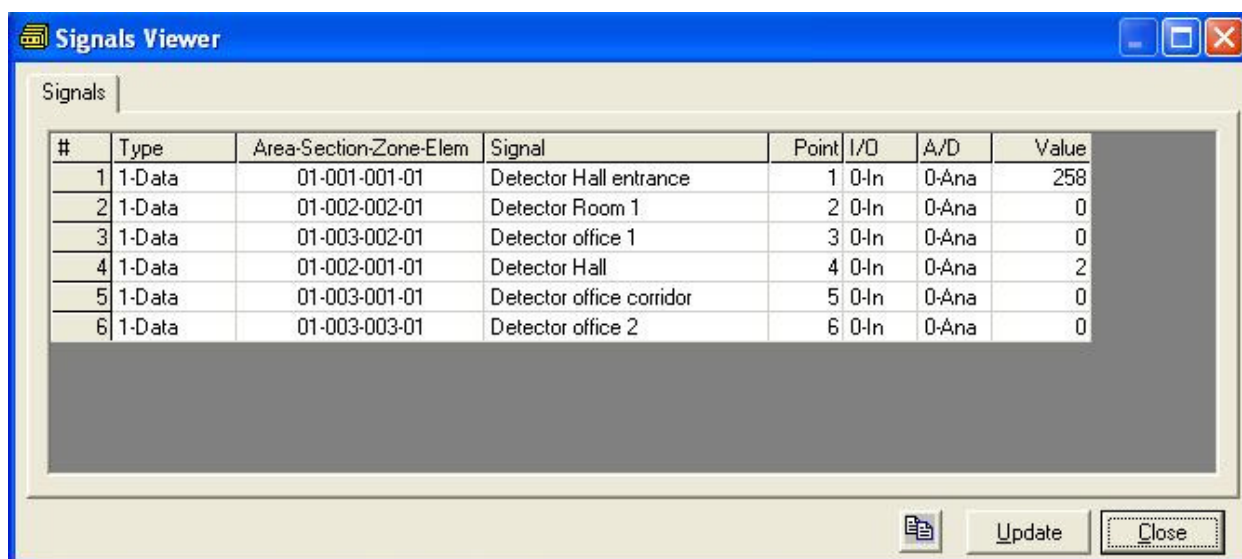 Signals Viewer
Signals
# Type Area-Section-Zone-Elem Signal Point I/O A/D Value
1 1-Data 01-001-001-01 Detector Hall entrance 1 0-In 0-Ana 258
2 1-Data 01-002-002-01 Detector Room 1 2 0-In 0-Ana 0
3 1-Data 01-003-002-01 Detector office 1 3 0-In 0-Ana 0
4 1-Data 01-002-001-01 Detector Hall 4 0-In 0-Ana 2
5 1-Data 01-003-001-01 Detector office corridor 5 0-In 0-Ana 0
6 1-Data 01-003-003-01 Detector office 2 6 0-In 0-Ana 0
Update Close